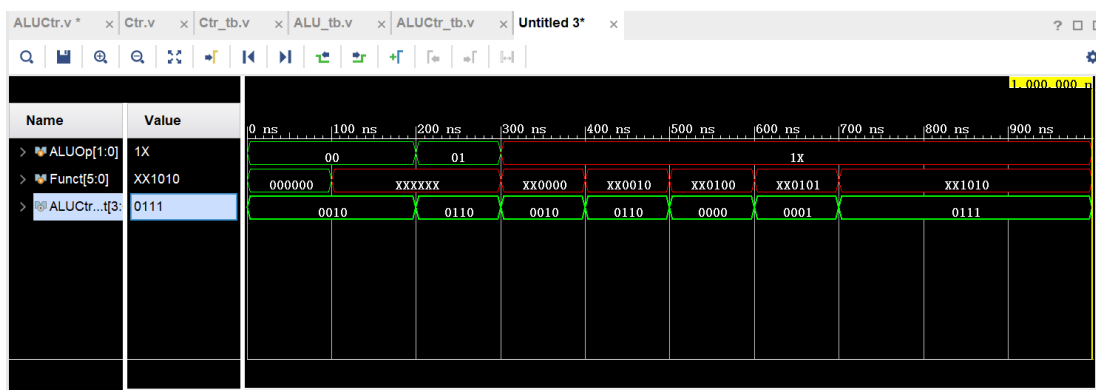 ALUCtr.v * × Ctr.v × Ctr_tb.v × ALU_tb.v × ALUCtr_tb.v × Untitled 3* × ?
1,000,000 n
Name Value
0 ns 100 ns 200 ns 300 ns 400 ns 500 ns 600 ns 700 ns 800 ns 900 ns
ALUOp[1:0] 1X 00 01 1X
Funct[5:0] XX1010 000000 XXXXXX XX0000 XX0010 XX0100 XX0101 XX1010
ALUCtr...t[3: 0111 0010 0110 0010 0110 0000 0001 0111